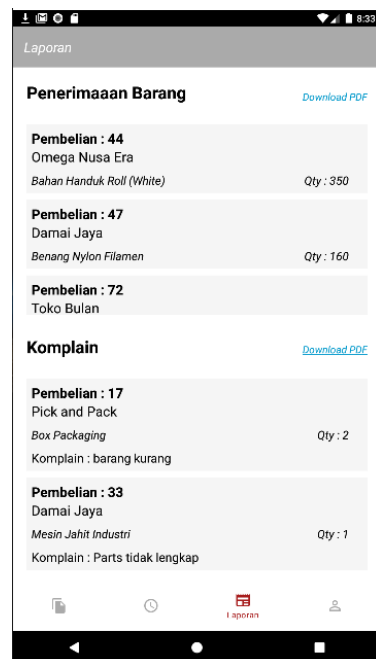 8:33
Laporan
Penerimaaan Barang Download PDF
Pembelian : 44
Omega Nusa Era
Bahan Handuk Roll (White) Qty : 350
Pembelian : 47
Damai Jaya
Benang Nylon Filamen Qty : 160
Pembelian : 72
Toko Bulan
Komplain Download PDF
Pembelian : 17
Pick and Pack
Box Packaging Qty : 2
Komplain : barang kurang
Pembelian : 33
Damai Jaya
Mesin Jahit Industri Qty : 1
Komplain : Parts tidak lengkap
Laporan